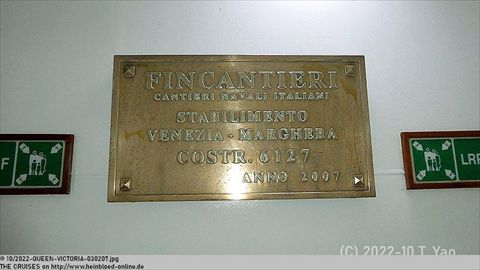 FINCANTIERI
CANTIERI NAVALI ITALIANI
STABILIMENTO
VENEZIA - MARGHERA
COSTR. 6127
ANNO 2007
F
LR
(C) 2022-10 T. Yao
© 10/2022-QUEEN-VICTORIA-030207.jpg
THE CRUISES on http://www.heinbloed-online.de